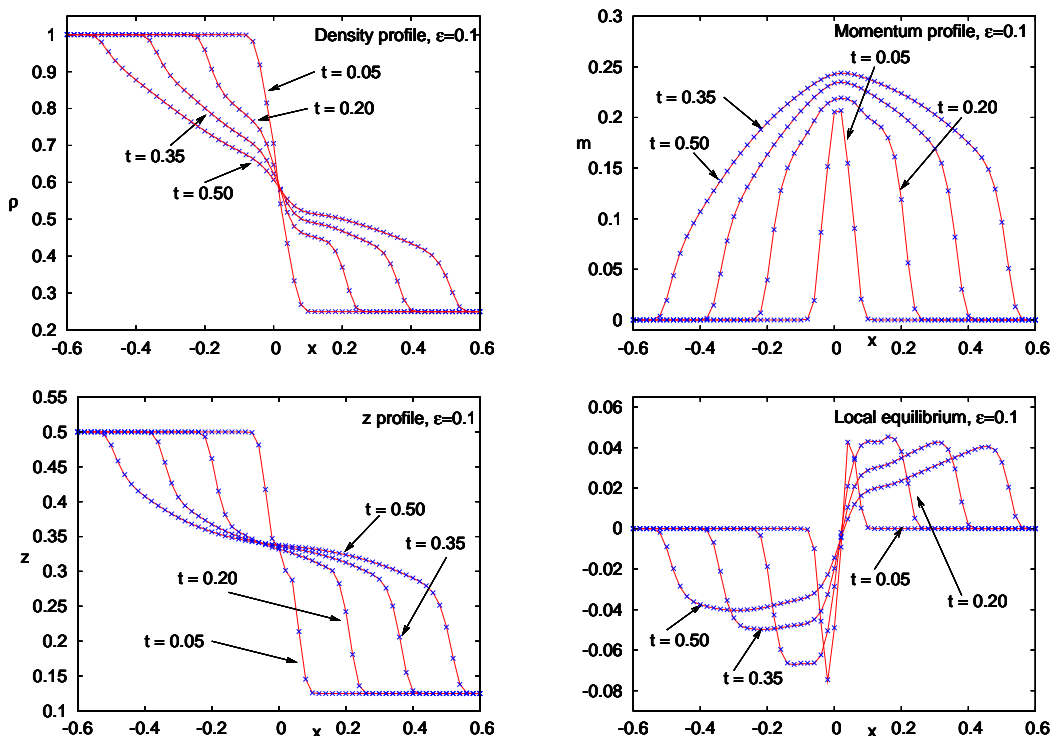 Density profile, ε=0.1
1
0.9
0.8
0.7
0.6
0.5
0.4
0.3
0.2
ρ
t = 0.05
t = 0.20
t = 0.35
t = 0.50
-0.6
-0.4
-0.2
0
0.2
0.4
0.6
x
Momentum profile, ε=0.1
0.3
0.25
0.2
0.15
0.1
0.05
0
m
t = 0.05
t = 0.35
t = 0.20
t = 0.50
-0.6
-0.4
-0.2
0
0.2
0.4
0.6
x
z profile, ε=0.1
0.55
0.5
0.45
0.4
0.35
0.3
0.25
0.2
0.15
0.1
z
t = 0.50
t = 0.35
t = 0.20
t = 0.05
-0.6
-0.4
-0.2
0
0.2
0.4
0.6
x
Local equilibrium, ε=0.1
0.06
0.04
0.02
0
-0.02
-0.04
-0.06
-0.08
t = 0.05
t = 0.20
t = 0.50
t = 0.35
-0.6
-0.4
-0.2
0
0.2
0.4
0.6
x